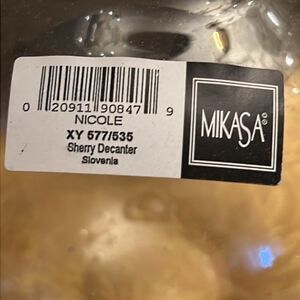 0 20911 90847 9
NICOLE
XY 577/535
Sherry Decanter
Slovenia
MIKASA®